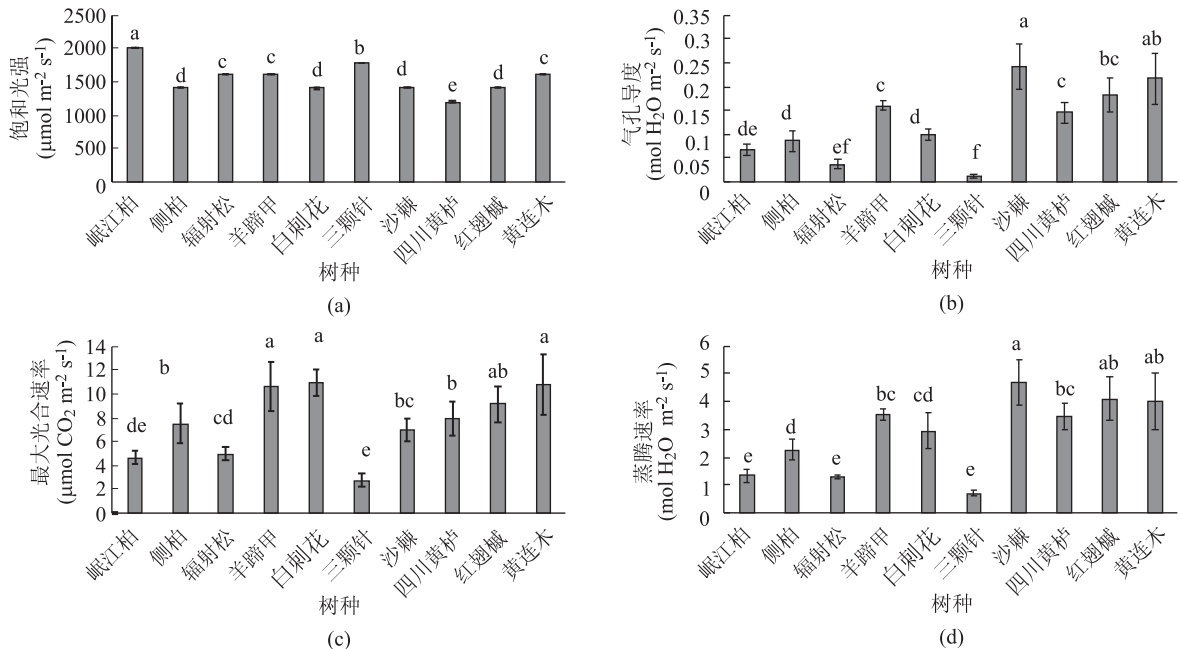 2500
2000
1500
1000
500
0
饱和光强
(μmol m-2 s-1)
a
d
c
c
d
b
d
e
d
c
岷江柏
侧柏
辐射松
羊蹄甲
白刺花
三颗针
沙棘
四川黄栌
红翅槭
黄连木
树种
(a)
0.35
0.3
0.25
0.2
0.15
0.1
0.05
0
气孔导度
(mol H2O m-2 s-1)
de
d
ef
c
d
f
a
c
bc
ab
岷江柏
侧柏
辐射松
羊蹄甲
白刺花
三颗针
沙棘
四川黄栌
红翅槭
黄连木
树种
(b)
14
12
10
8
6
4
2
0
最大光合速率
(μmol CO2 m-2 s-1)
de
b
cd
a
a
e
bc
b
ab
a
岷江柏
侧柏
辐射松
羊蹄甲
白刺花
三颗针
沙棘
四川黄栌
红翅槭
黄连木
树种
(c)
6
5
4
3
2
1
0
蒸腾速率
(mol H2O m-2 s-1)
e
d
e
bc
cd
e
a
bc
ab
ab
岷江柏
侧柏
辐射松
羊蹄甲
白刺花
三颗针
沙棘
四川黄栌
红翅槭
黄连木
树种
(d)